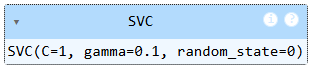 SVC
SVC(C=1, gamma=0.1, random_state=0)